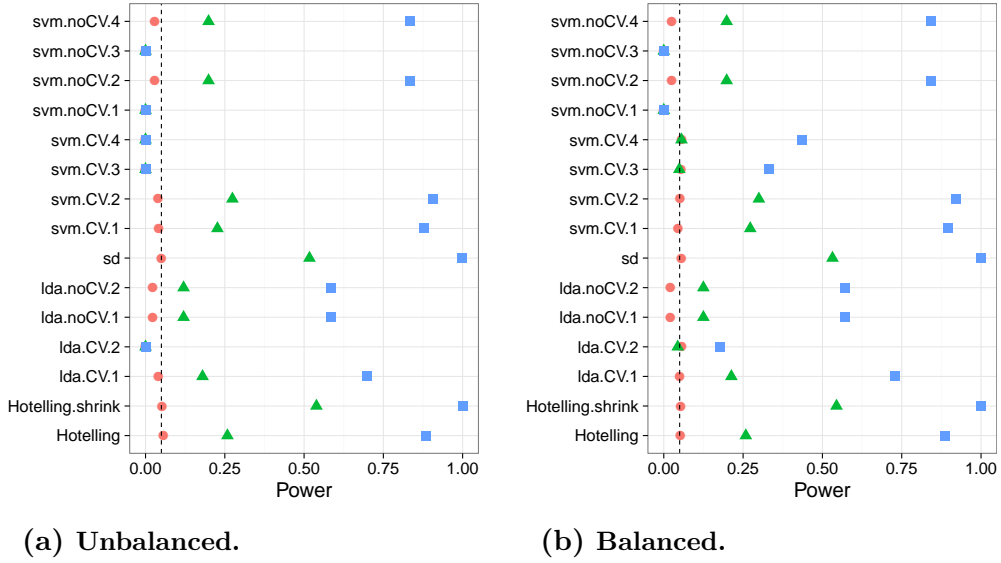 svm.noCV.4
svm.noCV.3
svm.noCV.2
svm.noCV.1
svm.CV.4
svm.CV.3
svm.CV.2
svm.CV.1
sd
lda.noCV.2
lda.noCV.1
lda.CV.2
lda.CV.1
Hotelling.shrink
Hotelling
0.00 0.25 0.50 0.75 1.00
Power
(a) Unbalanced.
svm.noCV.4
svm.noCV.3
svm.noCV.2
svm.noCV.1
svm.CV.4
svm.CV.3
svm.CV.2
svm.CV.1
sd
lda.noCV.2
lda.noCV.1
lda.CV.2
lda.CV.1
Hotelling.shrink
Hotelling
0.00 0.25 0.50 0.75 1.00
Power
(b) Balanced.